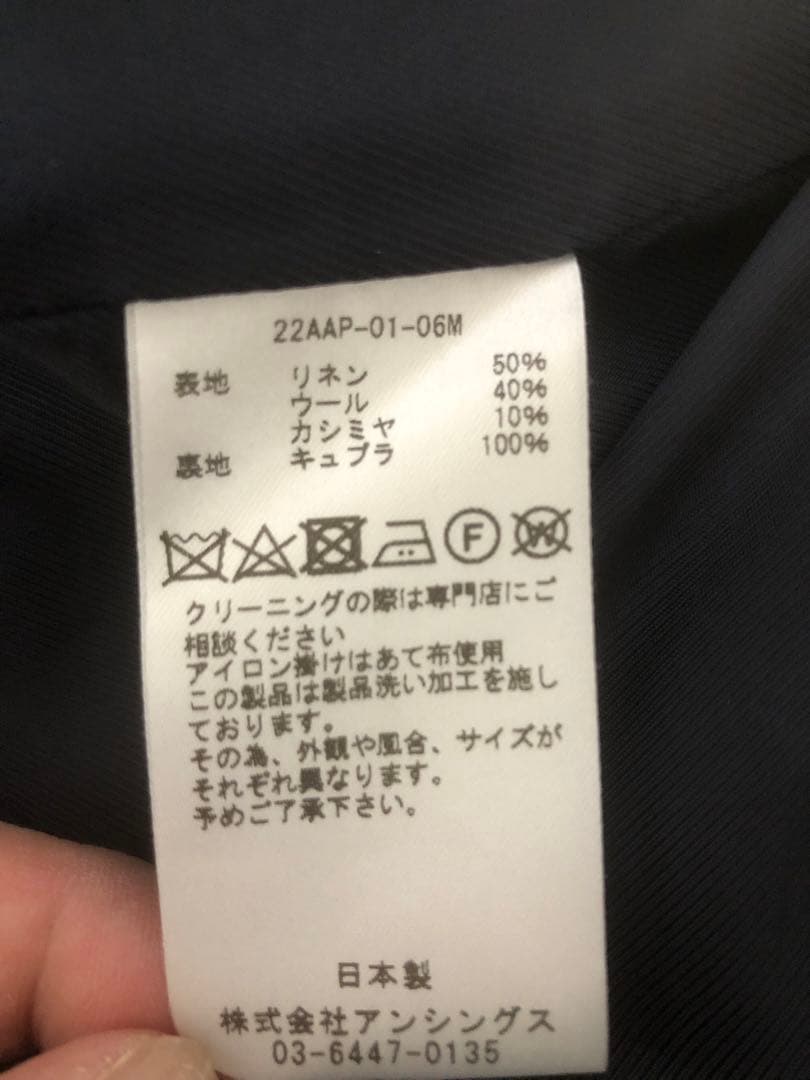 22AAP-01-06M
表地 リネン 50%
ウール 40%
カシミヤ 10%
裏地 キュプラ 100%
F W
クリーニングの際は専門店にご
相談ください
アイロン掛けはあて布使用
この製品は製品洗い加工を施し
ております。
その為、外観や風合、サイズが
それぞれ異なります。
予めご了承下さい。
日本製
株式会社アンシングス
03-6447-0135